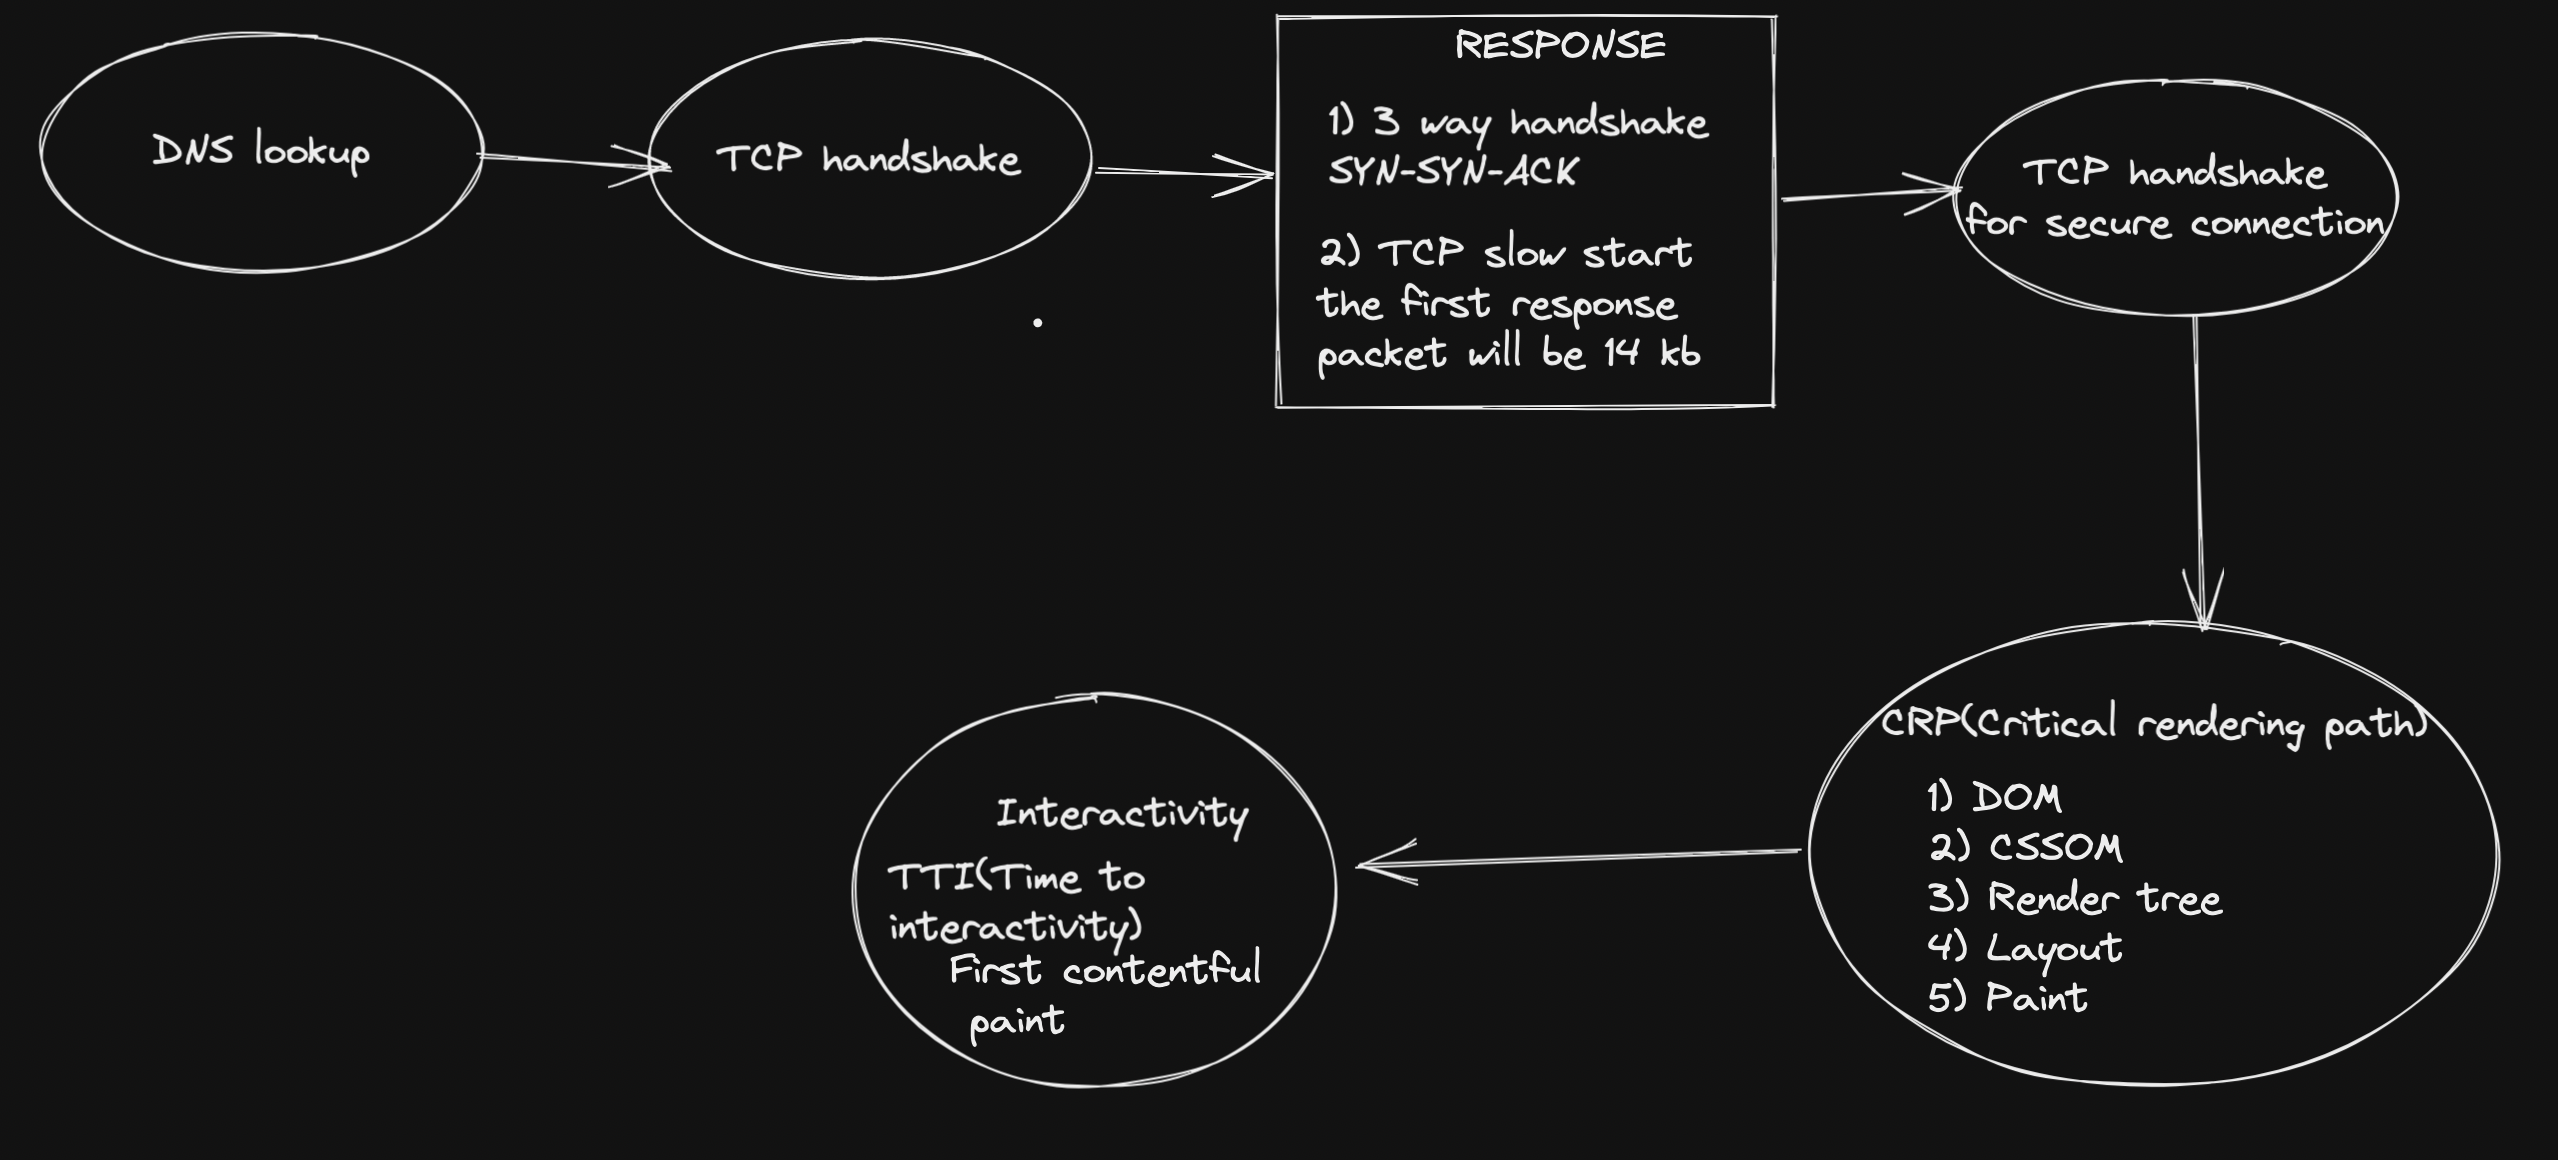 DNS lookup
TCP handshake
RESPONSE
1) 3 way handshake
SYN-SYN-ACK
2) TCP slow start
the first response
packet will be 14 kb
TCP handshake
for secure connection
CRP(Critical rendering path)
1) DOM
2) CSSOM
3) Render tree
4) Layout
5) Paint
Interactivity
TTI(Time to
interactivity)
First contentful
paint